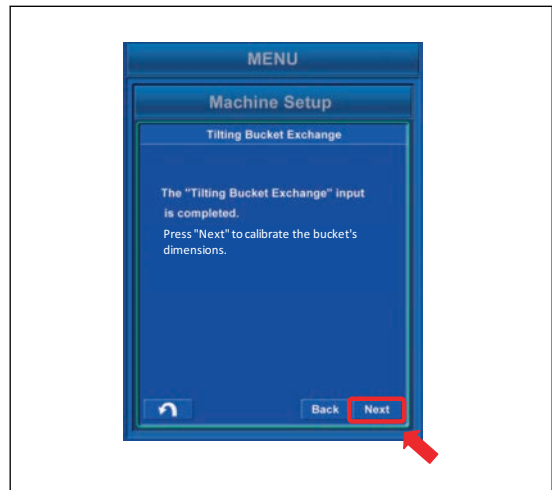 MENU
Machine Setup
Tilting Bucket Exchange
The "Tilting Bucket Exchange" input
is completed.
Press "Next" to calibrate the bucket's
dimensions.
Back Next